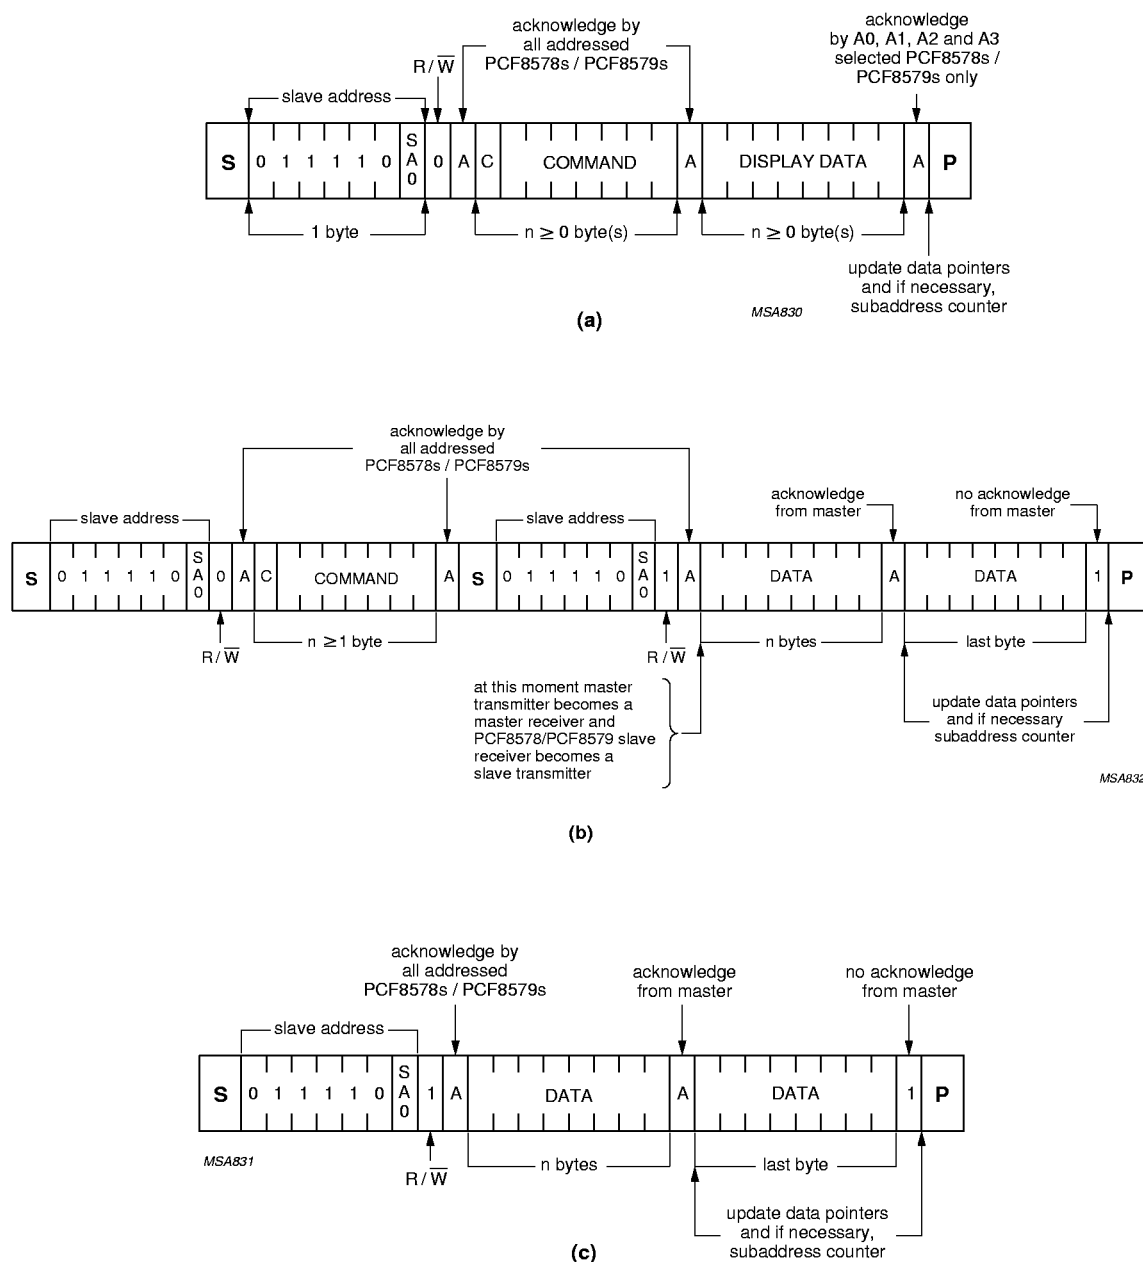 acknowledge by
all addressed
PCF8578s / PCF8579s
acknowledge
by A0, A1, A2 and A3
selected PCF8578s /
PCF8579s only
R / W̅
slave address
S 0 1 1 1 1 0 SA0 0 A C COMMAND A DISPLAY DATA A P
1 byte
n ≥ 0 byte(s)
n ≥ 0 byte(s)
update data pointers
and if necessary,
subaddress counter
MSA830
(a)
acknowledge by
all addressed
PCF8578s / PCF8579s
acknowledge
from master
no acknowledge
from master
slave address
slave address
S 0 1 1 1 1 0 SA0 0 A C COMMAND A S 0 1 1 1 1 0 SA0 1 A DATA A DATA 1 P
R / W̅
n ≥ 1 byte
R / W̅
n bytes
last byte
at this moment master
transmitter becomes a
master receiver and
PCF8578/PCF8579 slave
receiver becomes a
slave transmitter
update data pointers
and if necessary
subaddress counter
MSA832
(b)
acknowledge by
all addressed
PCF8578s / PCF8579s
acknowledge
from master
no acknowledge
from master
slave address
S 0 1 1 1 1 0 SA0 1 A DATA A DATA 1 P
MSA831
R / W̅
n bytes
last byte
update data pointers
and if necessary,
subaddress counter
(c)